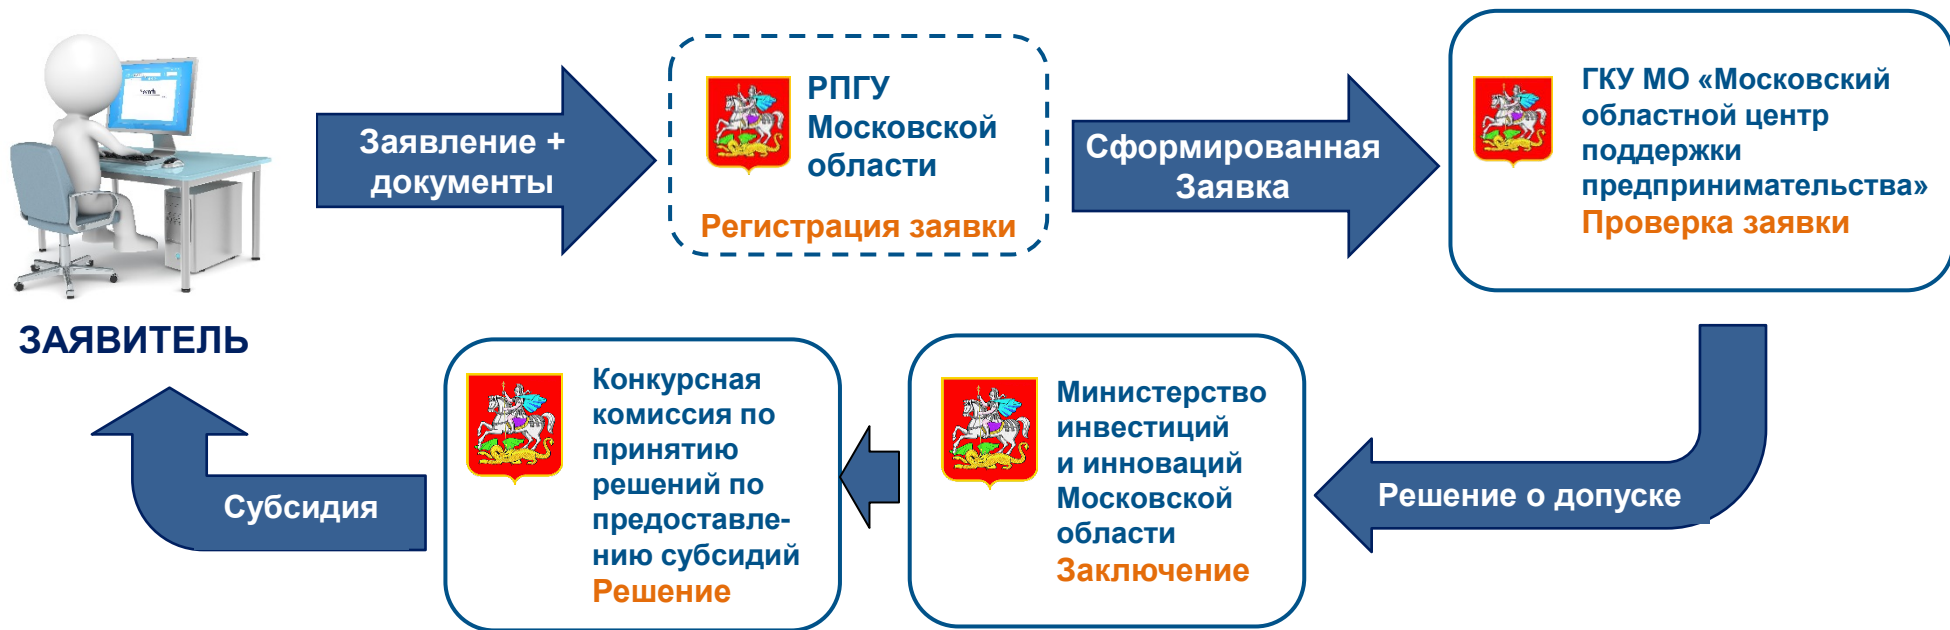 Заявление +
документы
РПГУ
Московской
области
Регистрация заявки
Сформированная
Заявка
ГКУ МО «Московский
областной центр
поддержки
предпринимательства»
Проверка заявки
ЗАЯВИТЕЛЬ
Субсидия
Конкурсная
комиссия по
принятию
решений по
предоставле-
нию субсидий
Решение
Министерство
инвестиций
и инноваций
Московской
области
Заключение
Решение о допуске